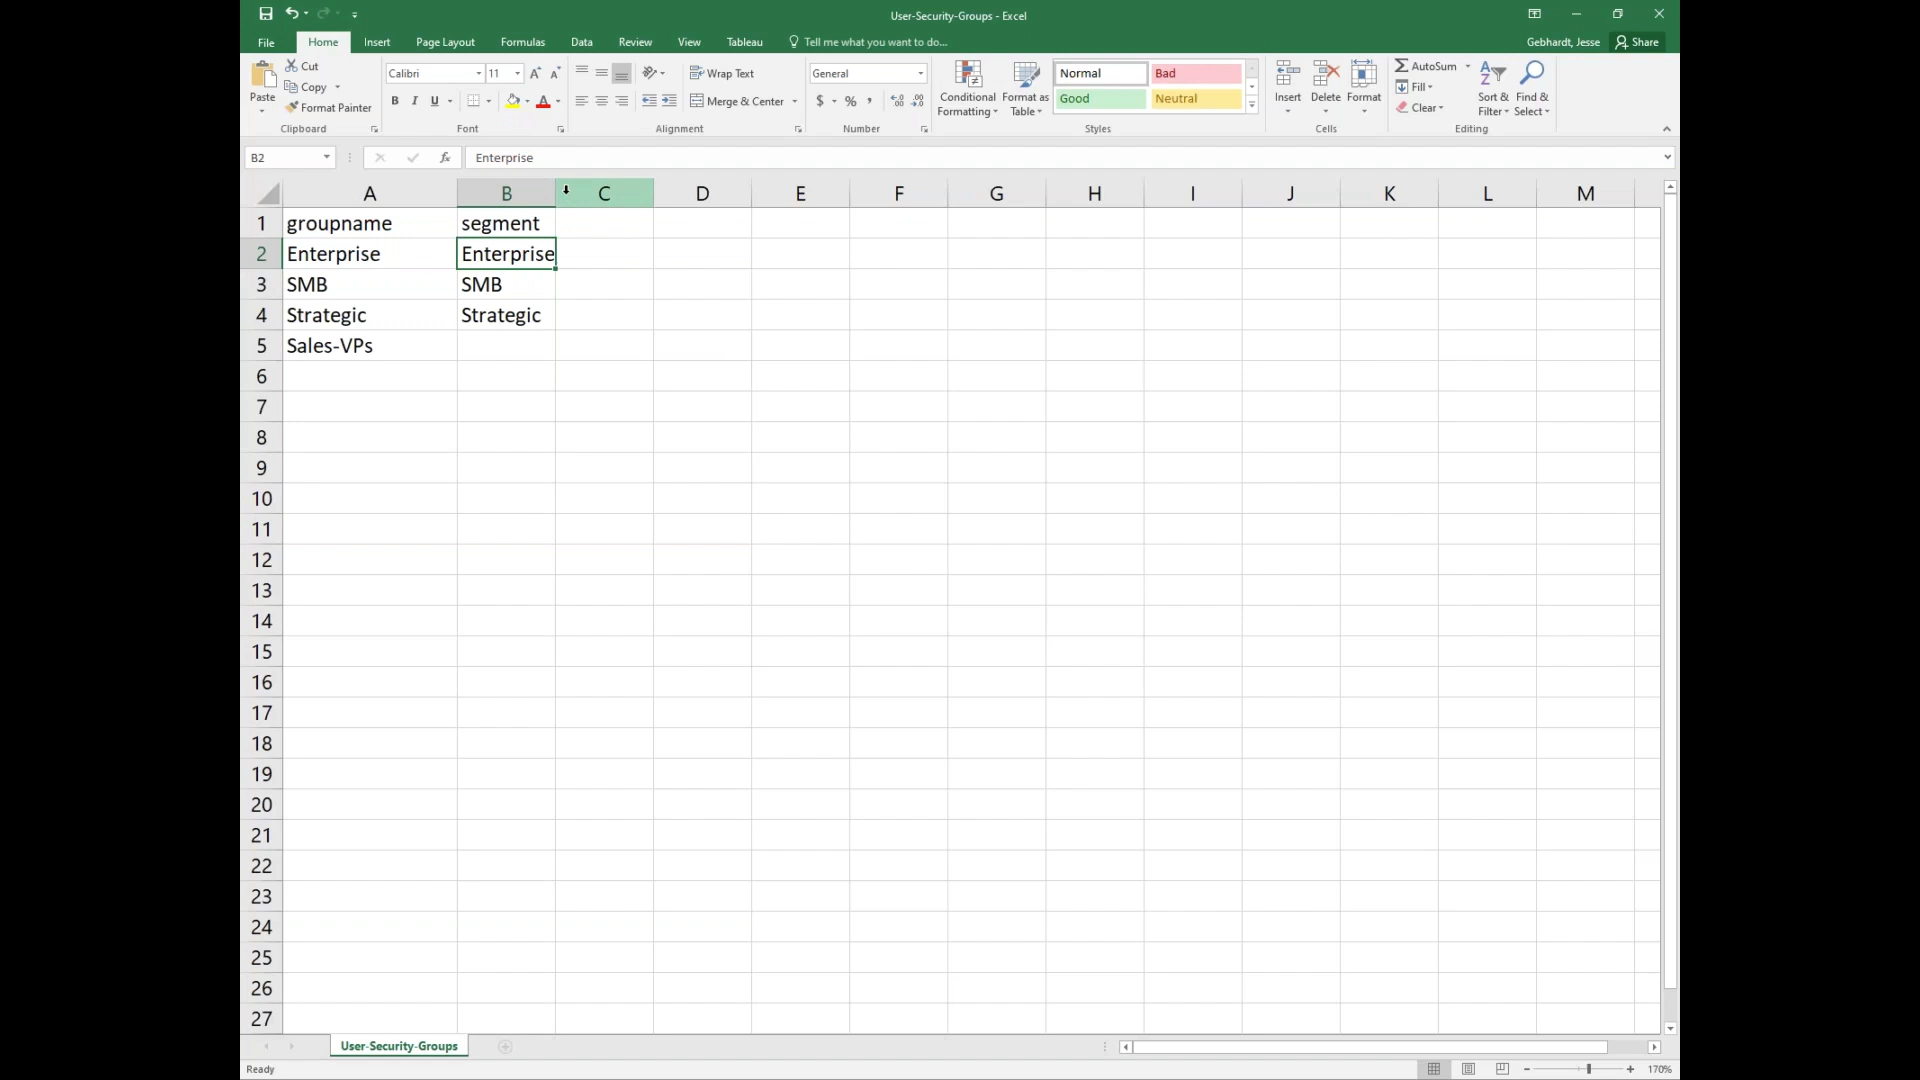 User-Security-Groups - Excel
File Home Insert Page Layout Formulas Data Review View Tableau Tell me what you want to do... Gebhardt, Jesse Share
Paste
Cut
Copy
Format Painter
Clipboard
Calibri 11
B I U
Font
Wrap Text
Merge & Center
Alignment
General
$ % ,
Number
Conditional Formatting
Format as Table
Normal Bad
Good Neutral
Styles
Insert Delete Format
Cells
AutoSum
Fill
Clear
Sort & Filter
Find & Select
Editing
B2 fx Enterprise
A B C D E F G H I J K L M
1 groupname segment
2 Enterprise Enterprise
3 SMB SMB
4 Strategic Strategic
5 Sales-VPs
6
7
8
9
10
11
12
13
14
15
16
17
18
19
20
21
22
23
24
25
26
27
User-Security-Groups
Ready 170%